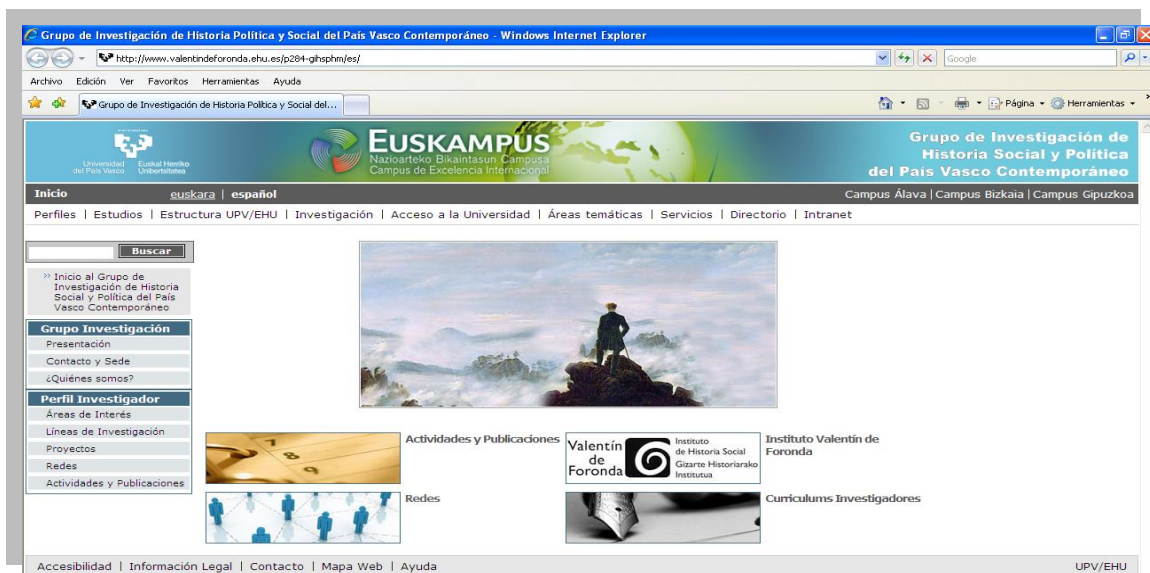 Grupo de Investigación de Historia Política y Social del País Vasco Contemporáneo - Windows Internet Explorer
http://www.valentindeforonda.ehu.es/p284-gihsphm/es/
Google
Archivo Edición Ver Favoritos Herramientas Ayuda
Grupo de Investigación de Historia Política y Social del...
Página Herramientas
Universidad del País Vasco
Euskal Herriko Unibertsitatea
EUSKAMPUS
Nazioarteko Bikaintasun Campusa
Campus de Excelencia Internacional
Grupo de Investigación de
Historia Social y Política
del País Vasco Contemporáneo
Inicio euskara | español Campus Álava | Campus Bizkaia | Campus Gipuzkoa
Perfiles | Estudios | Estructura UPV/EHU | Investigación | Acceso a la Universidad | Áreas temáticas | Servicios | Directorio | Intranet
Buscar
» Inicio al Grupo de
Investigación de Historia
Social y Política del País
Vasco Contemporáneo
Grupo Investigación
Presentación
Contacto y Sede
¿Quiénes somos?
Perfil Investigador
Áreas de Interés
Líneas de Investigación
Proyectos
Redes
Actividades y Publicaciones
7
8
9
Actividades y Publicaciones
Valentín
de
Foronda
Instituto
de Historia Social
Gizarte Historiarako
Institutua
Instituto Valentín de
Foronda
Redes
Curriculums Investigadores
Accesibilidad | Información Legal | Contacto | Mapa Web | Ayuda UPV/EHU